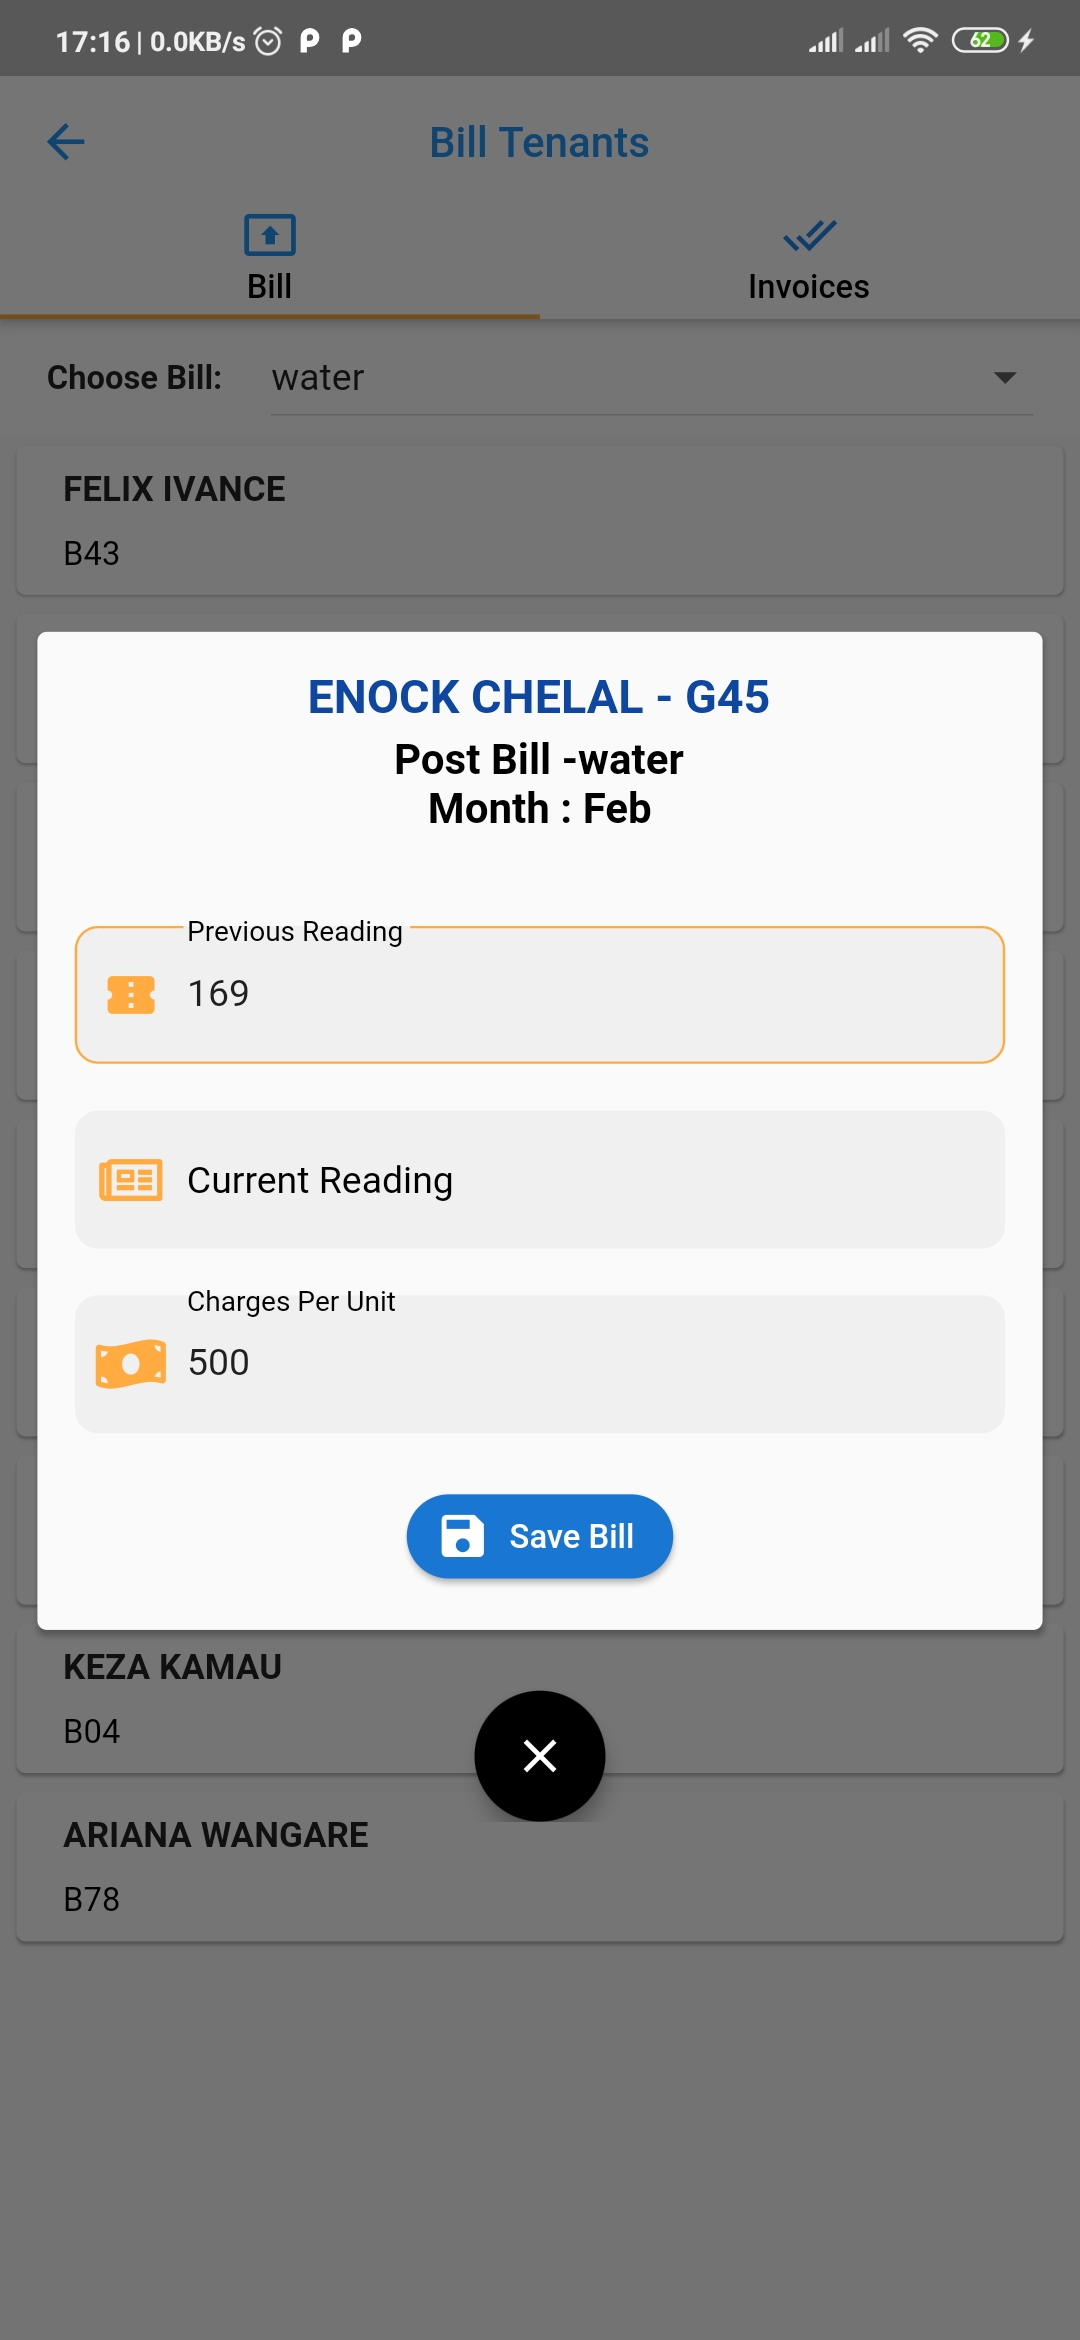 17:16 | 0.0KB/s
62
Bill Tenants
Bill
Invoices
Choose Bill: water
FELIX IVANCE
B43
ENOCK CHELAL - G45
Post Bill -water
Month : Feb
Previous Reading
169
Current Reading
Charges Per Unit
500
Save Bill
KEZA KAMAU
B04
ARIANA WANGARE
B78